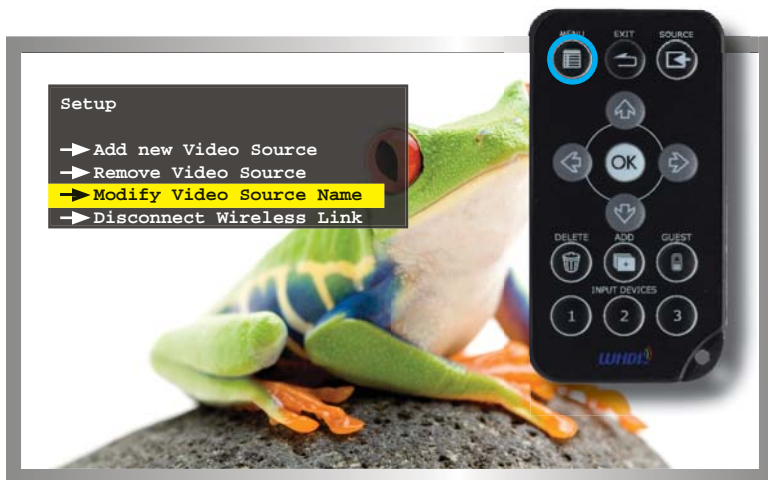 Setup
Add new Video Source
Remove Video Source
Modify Video Source Name
Disconnect Wireless Link
MENU EXIT SOURCE
OK
DELETE ADD GUEST
INPUT DEVICES
1 2 3
WHDI